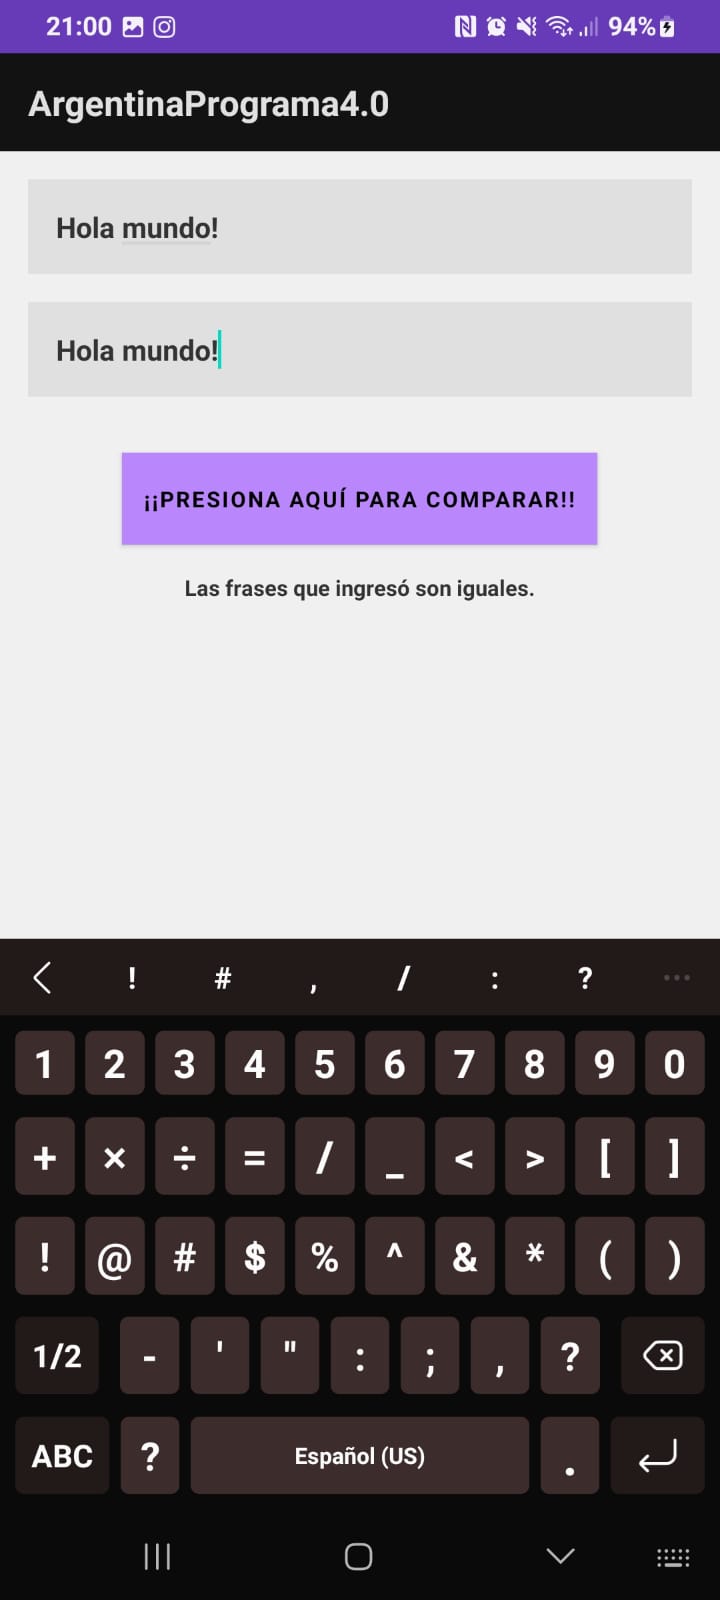 21:00 94%
ArgentinaPrograma4.0
Hola mundo!
Hola mundo!
¡¡PRESIONA AQUÍ PARA COMPARAR!!
Las frases que ingresó son iguales.
! # , / : ? ...
1 2 3 4 5 6 7 8 9 0
+ × ÷ = / _ < > [ ]
! @ # $ % ^ & * ( )
1/2 - ' " : ; , ?
ABC ? Español (US) .